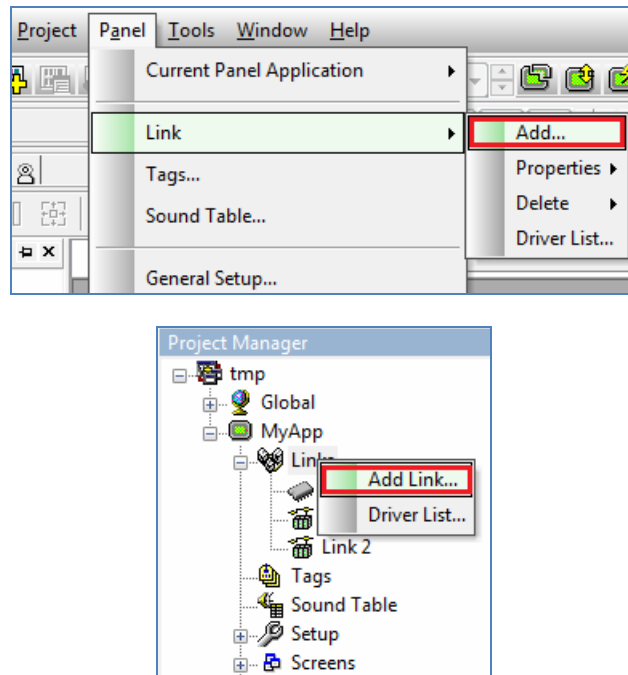 Project Panel Tools Window Help
Current Panel Application
Link
Add...
Tags...
Properties
Sound Table...
Delete
Driver List...
General Setup...
Project Manager
tmp
Global
MyApp
Links
Add Link...
Driver List...
Link 2
Tags
Sound Table
Setup
Screens